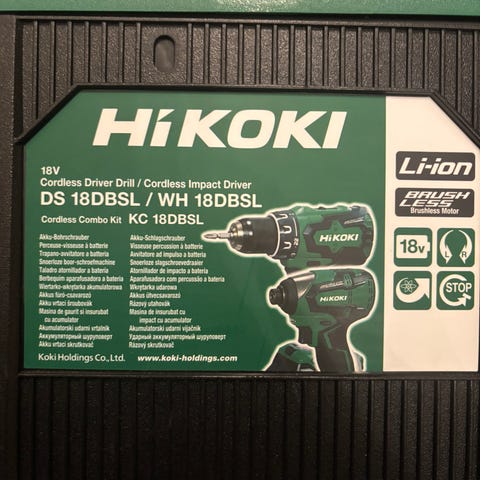 HiKOKI
18V
Cordless Driver Drill / Cordless Impact Driver
DS 18DBSL / WH 18DBSL
Cordless Combo Kit KC 18DBSL
Akku-Bohrschrauber
Perceuse-visseuse à batterie
Trapano-avvitatore a batteria
Snoerloze boor-schroefmachine
Taladro atornillador a batería
Berbequim aparafusadora a bateria
Wiertarko-wkrętarka akumulatorowa
Akkus fúró-csavarozó
Aku vrtací šroubovák
Masina de gaurit si insurubat
cu acumulator
Akumulatorski udarni vrtalnik
Аккумуляторный шуруповерт
Aku vrtaci skrutkovač
Akku-Schlagschrauber
Visseuse percussion à batterie
Avvitatore ad impulso a batteria
Snoerloze slagschroevedraaier
Atornillador de impacto a batería
Aparafusadora com percussão a bateria
Wkrętarka udarowa
Akkus ütvecsavarozó
Rázový utahovák
Masina de insurubat cu
impact cu acumulator
Akumulatorski udarni vijačnik
Ударный аккумуляторный шуруповерт
Rázový skrutkovač
Koki Holdings Co., Ltd.
www.koki-holdings.com
HiKOKI
HiKOKI
Li-ion
BRUSH
LESS
Brushless Motor
18v
L R
STOP